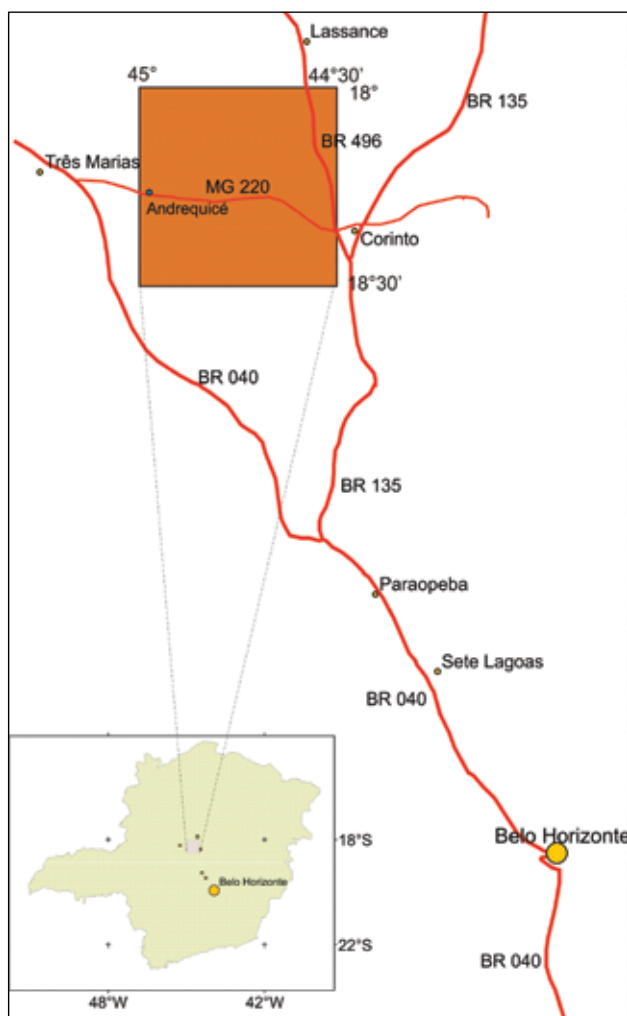 Lassance
45°
44°30’
18°
BR 135
BR 496
Três Marias
MG 220
Andrequicé
Corinto
18°30’
BR 040
BR 135
Paraopeba
Sete Lagoas
BR 040
Belo Horizonte
18°S
Belo Horizonte
BR 040
22°S
48°W
42°W